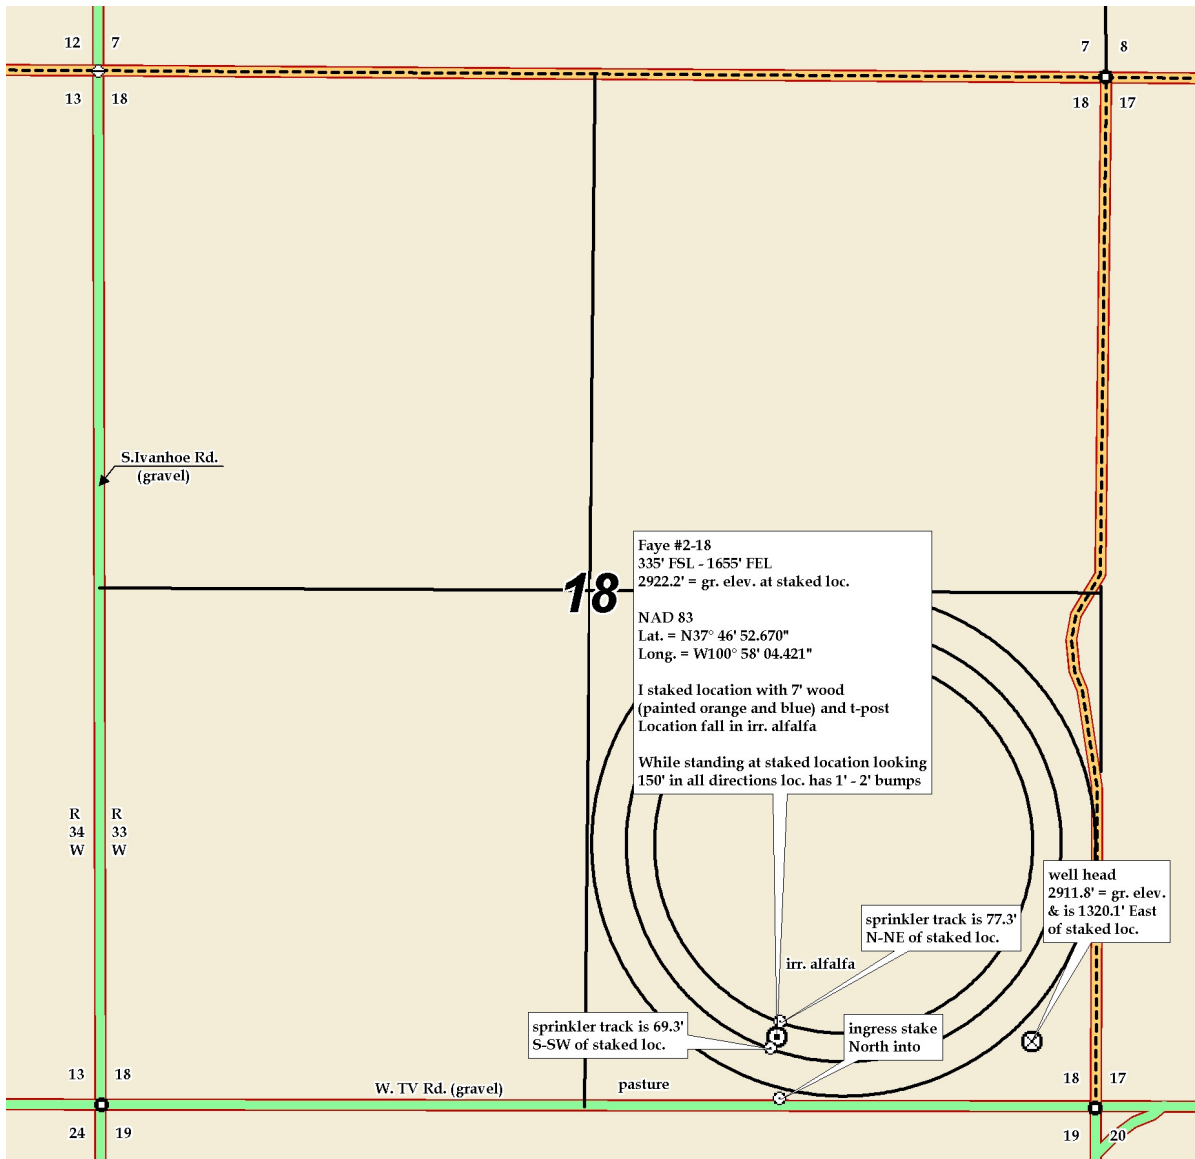 12 7
7 8
13 18
18 17
S.Ivanhoe Rd.
(gravel)
18
Faye #2-18
335' FSL - 1655' FEL
2922.2' = gr. elev. at staked loc.
NAD 83
Lat. = N37° 46' 52.670"
Long. = W100° 58' 04.421"
I staked location with 7' wood
(painted orange and blue) and t-post
Location fall in irr. alfalfa
While standing at staked location looking
150' in all directions loc. has 1' - 2' bumps
R R
34 33
W W
well head
2911.8' = gr. elev.
& is 1320.1' East
of staked loc.
sprinkler track is 77.3'
N-NE of staked loc.
irr. alfalfa
sprinkler track is 69.3'
S-SW of staked loc.
ingress stake
North into
13 18
W. TV Rd. (gravel)
pasture
18 17
24 19
19 20